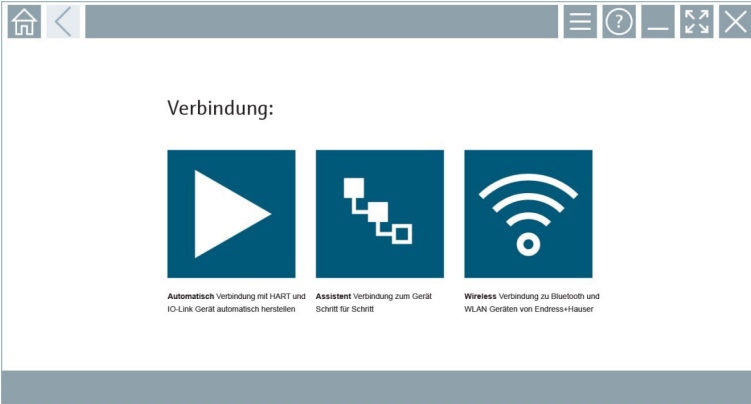 Verbindung:
Automatisch Verbindung mit HART und
IO-Link Gerät automatisch herstellen
Assistent Verbindung zum Gerät
Schritt für Schritt
Wireless Verbindung zu Bluetooth und
WLAN Geräten von Endress+Hauser